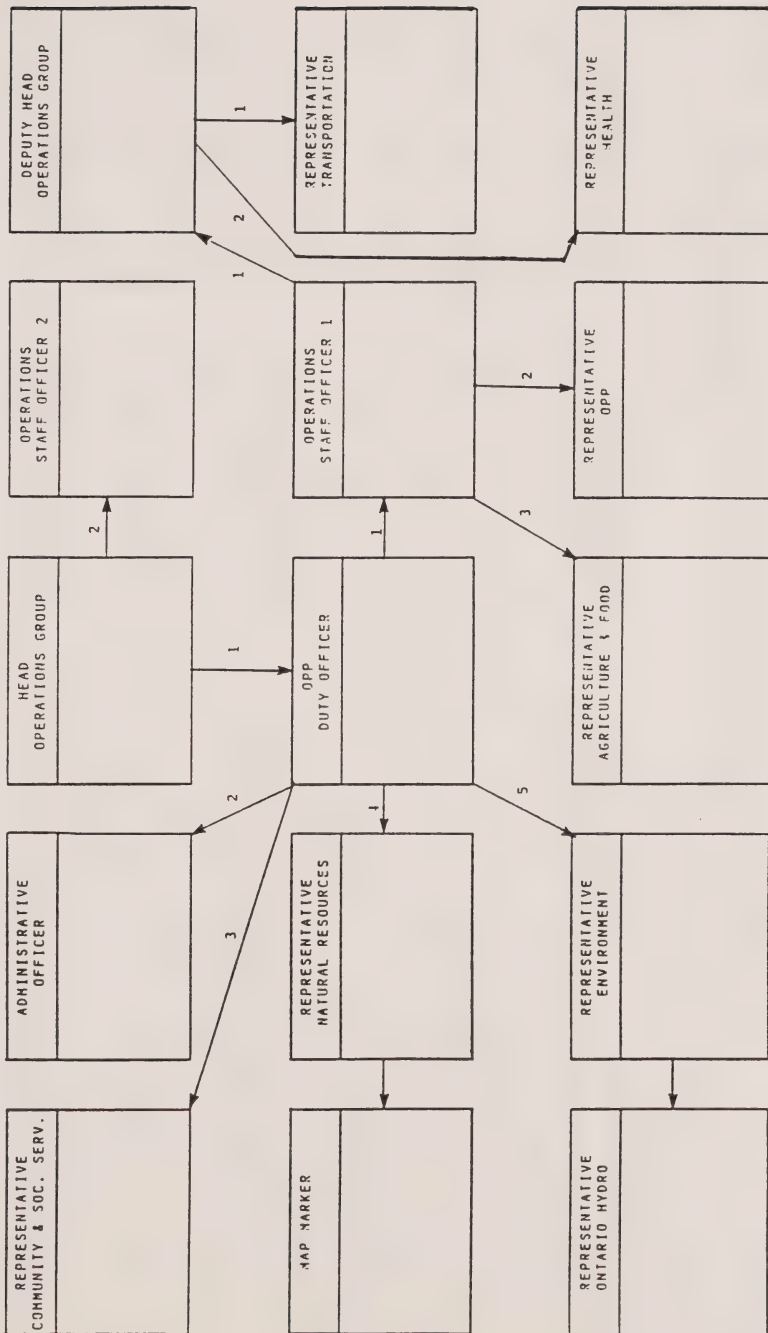 REPRESENTATIVE
COMMUNITY & SOC. SERV.
ADMINISTRATIVE
OFFICER
HEAD
OPERATIONS GROUP
OPERATIONS
STAFF OFFICER 2
DEPUTY HEAD
OPERATIONS GROUP
2
3
2
1
1
2
1
MAP MARKER
REPRESENTATIVE
NATURAL RESOURCES
OPP
DUTY OFFICER
OPERATIONS
STAFF OFFICER 1
REPRESENTATIVE
TRANSPORTATION
4
1
5
3
2
REPRESENTATIVE
ONTARIO HYDRO
REPRESENTATIVE
ENVIRONMENT
REPRESENTATIVE
AGRICULTURE & FOOD
REPRESENTATIVE
OPP
REPRESENTATIVE
HEALTH